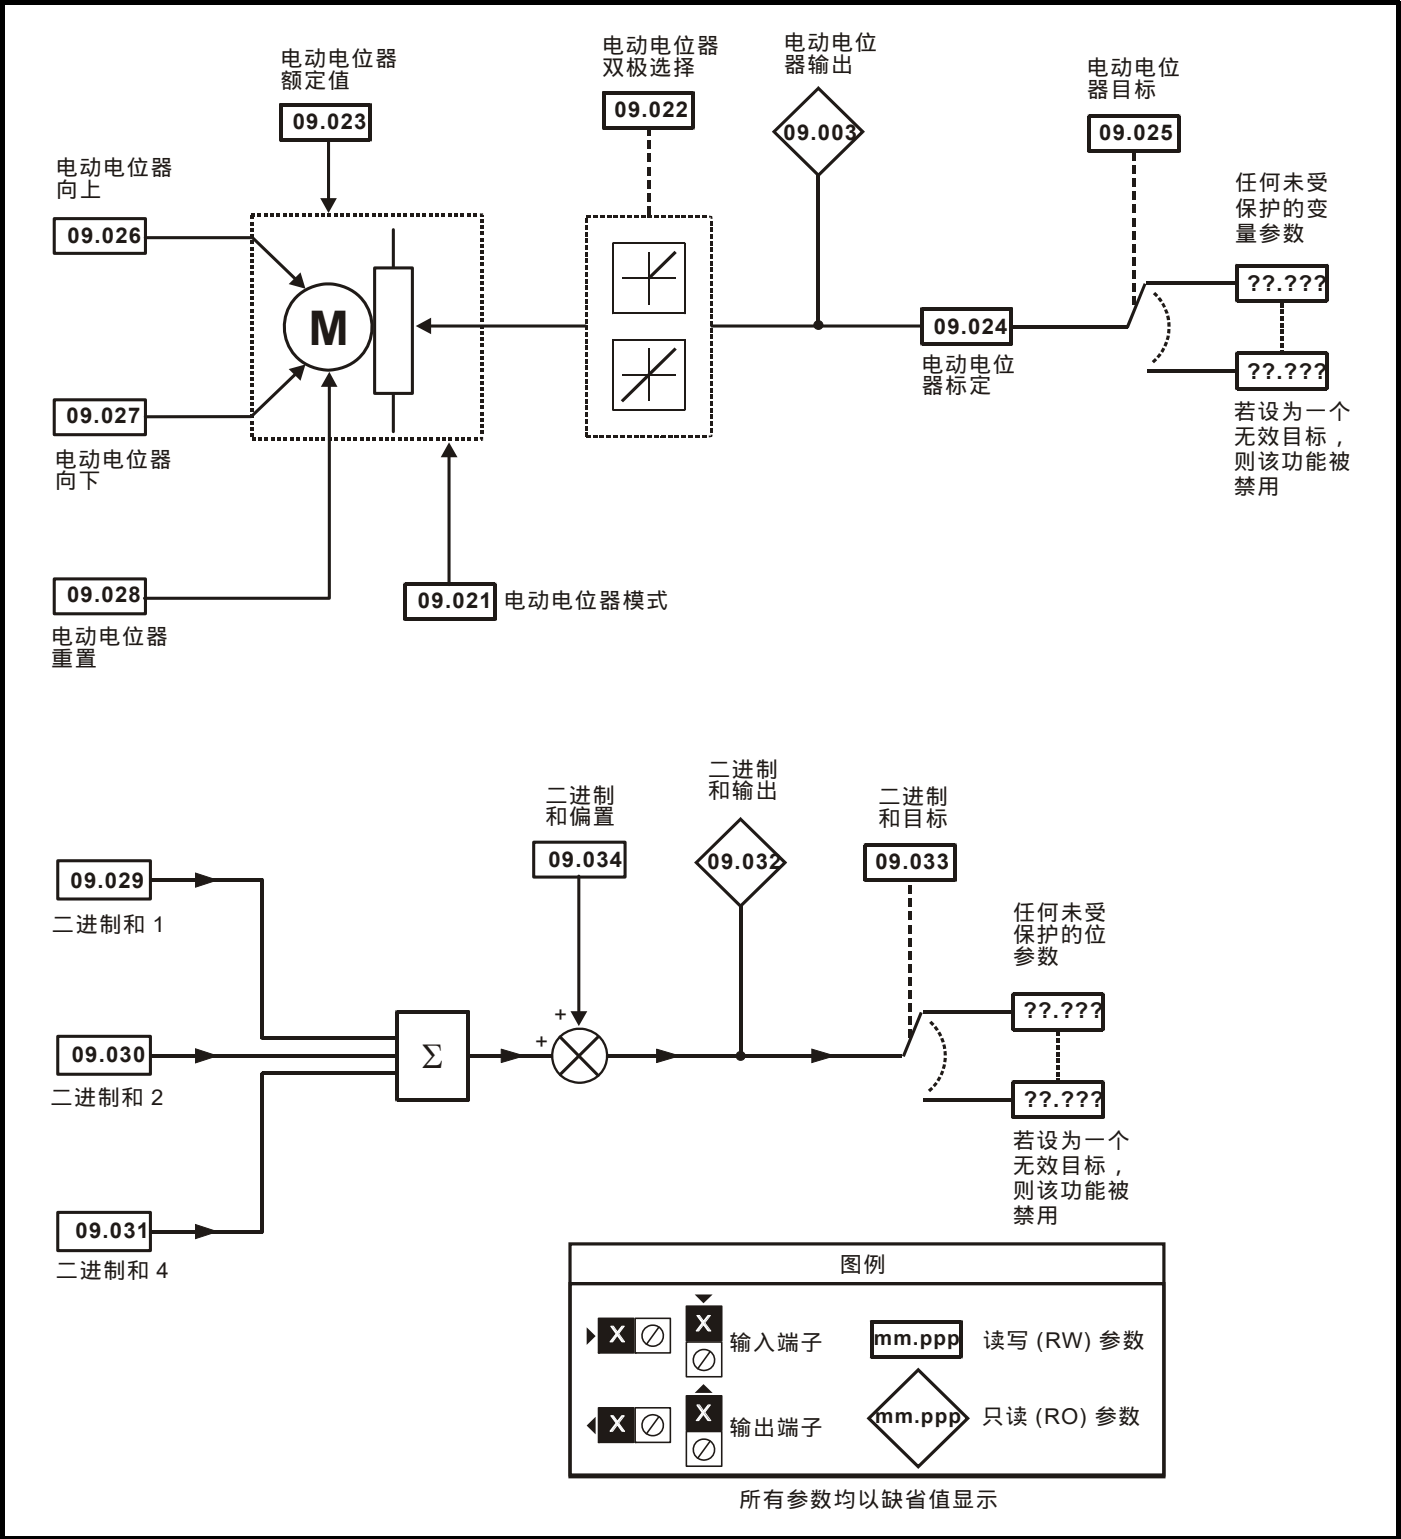 电动电位器
额定值
09.023
电动电位器
双极选择
09.022
电动电位
器输出
09.003
电动电位
器目标
09.025
电动电位器
向上
09.026
任何未受
保护的变
量参数
??.???
M
09.024
电动电位
器标定
??.???
若设为一个
无效目标，
则该功能被
禁用
09.027
电动电位器
向下
09.028
电动电位器
重置
09.021
电动电位器模式
二进制
和偏置
09.034
二进制
和输出
09.032
二进制
和目标
09.033
09.029
二进制和 1
任何未受
保护的位
参数
??.???
+
+
09.030
二进制和 2
Σ
??.???
若设为一个
无效目标，
则该功能被
禁用
09.031
二进制和 4
图例
X
X
输入端子
mm.ppp
读写 (RW) 参数
X
X
输出端子
mm.ppp
只读 (RO) 参数
所有参数均以缺省值显示